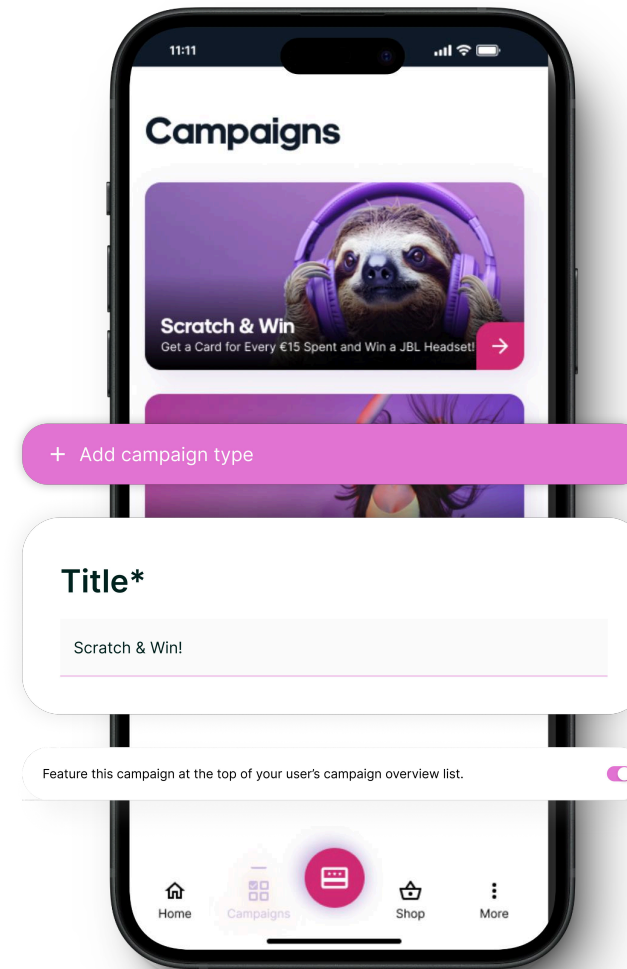 11:11
Campaigns
Scratch & Win
Get a Card for Every €15 Spent and Win a JBL Headset!
+ Add campaign type
Title*
Scratch & Win!
Feature this campaign at the top of your user’s campaign overview list.
Home
Campaigns
Shop
More